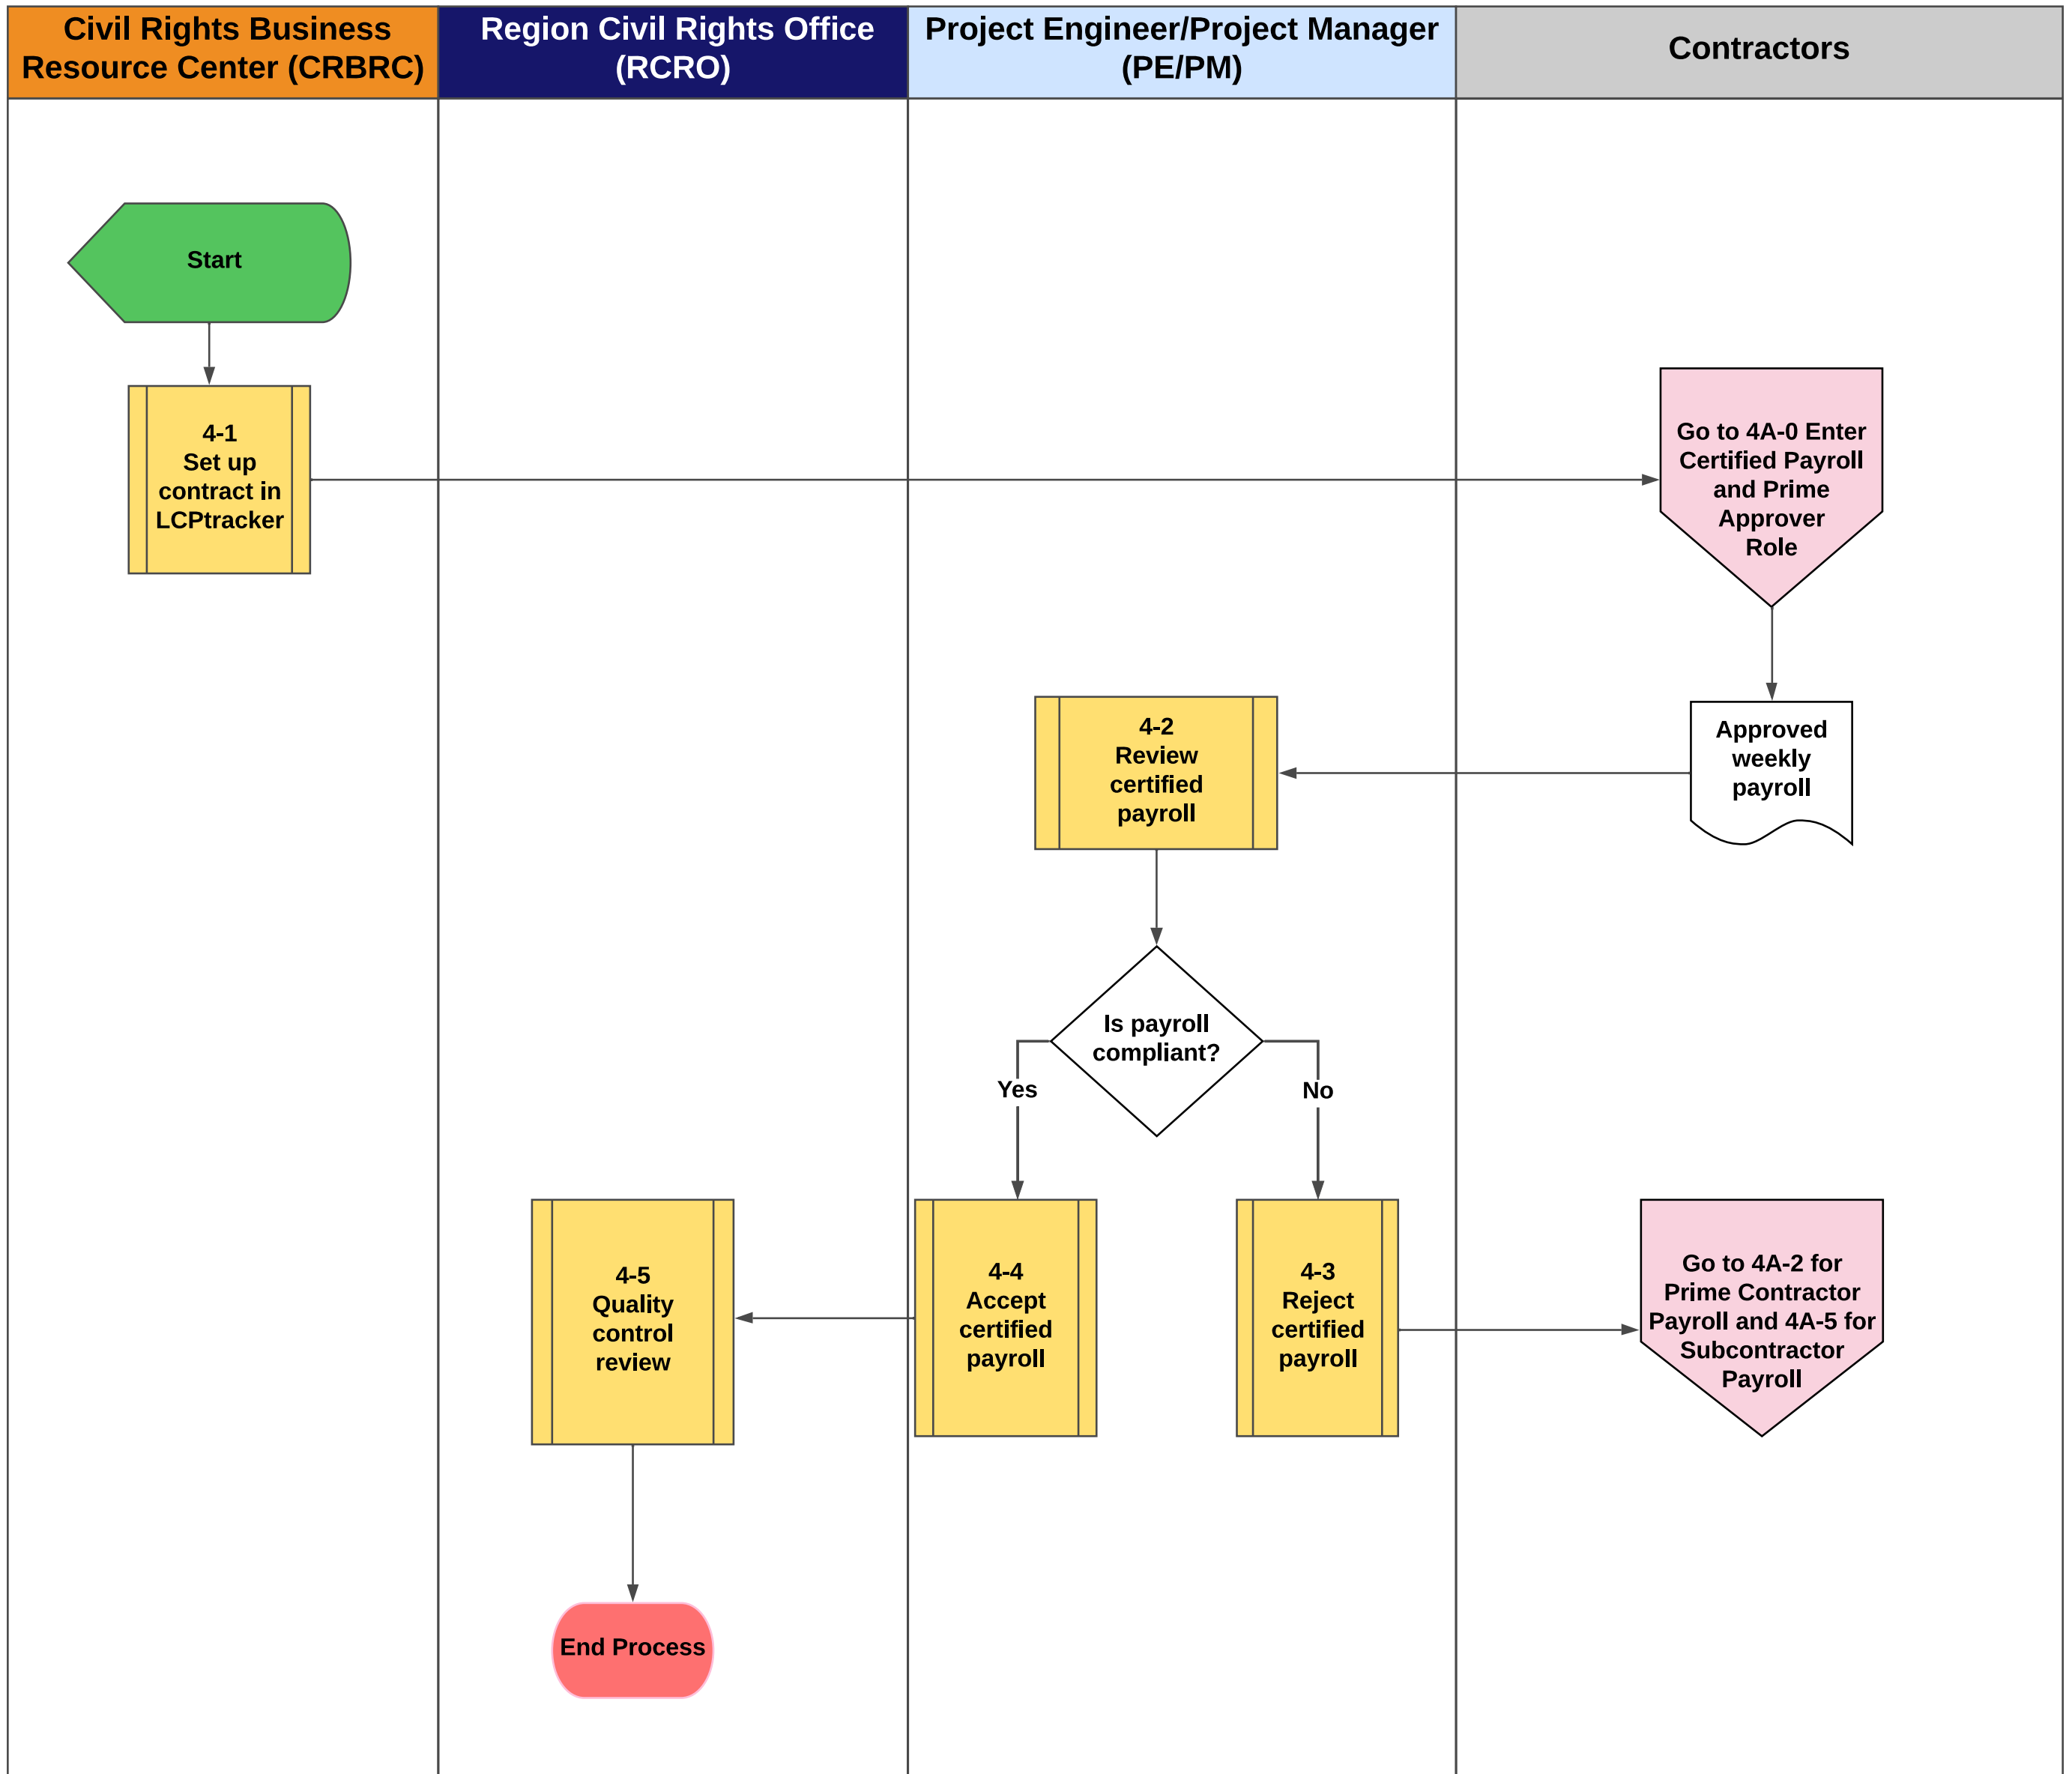 Civil Rights Business
Resource Center (CRBRC)
Region Civil Rights Office
(RCRO)
Project Engineer/Project Manager
(PE/PM)
Contractors
Start
4-1
Set up
contract in
LCPtracker
Go to 4A-0 Enter
Certified Payroll
and Prime
Approver
Role
Approved
weekly
payroll
4-2
Review
certified
payroll
Is payroll
compliant?
Yes
No
4-5
Quality
control
review
4-4
Accept
certified
payroll
4-3
Reject
certified
payroll
Go to 4A-2 for
Prime Contractor
Payroll and 4A-5 for
Subcontractor
Payroll
End Process